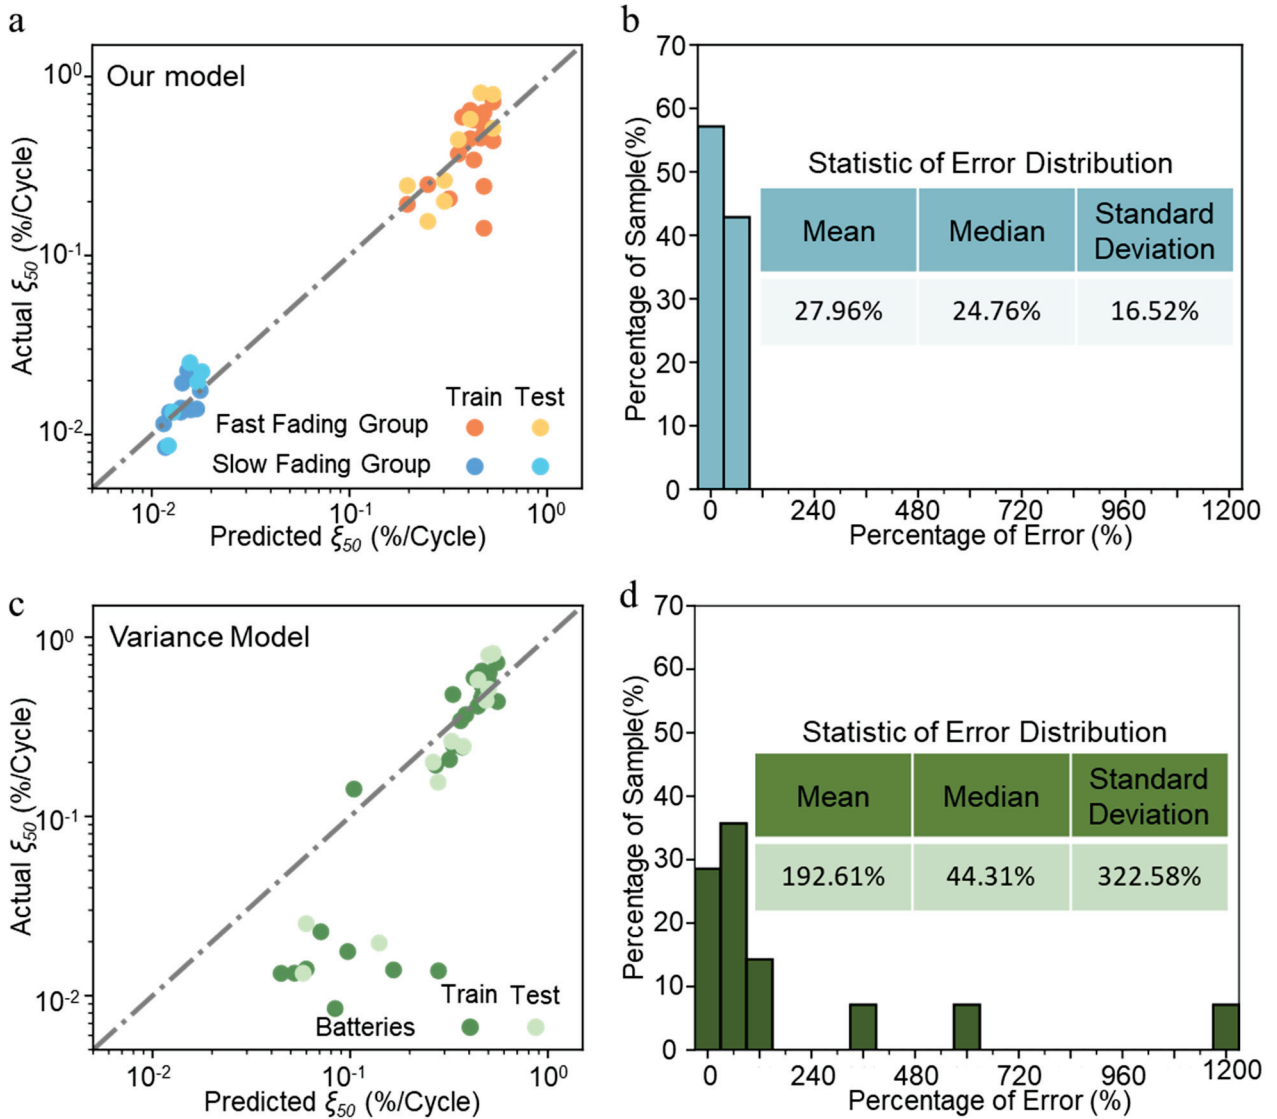 a
Our model
10⁰
10⁻¹
10⁻²
Actual ξ₅₀ (%/Cycle)
Train Test
Fast Fading Group
Slow Fading Group
10⁻² 10⁻¹ 10⁰
Predicted ξ₅₀ (%/Cycle)
b
70
60
50
40
30
20
10
0
Percentage of Sample(%)
Statistic of Error Distribution
Mean Median Standard Deviation
27.96% 24.76% 16.52%
0 240 480 720 960 1200
Percentage of Error (%)
c
Variance Model
10⁰
10⁻¹
10⁻²
Actual ξ₅₀ (%/Cycle)
Train Test
Batteries
10⁻² 10⁻¹ 10⁰
Predicted ξ₅₀ (%/Cycle)
d
70
60
50
40
30
20
10
0
Percentage of Sample(%)
Statistic of Error Distribution
Mean Median Standard Deviation
192.61% 44.31% 322.58%
0 240 480 720 960 1200
Percentage of Error (%)